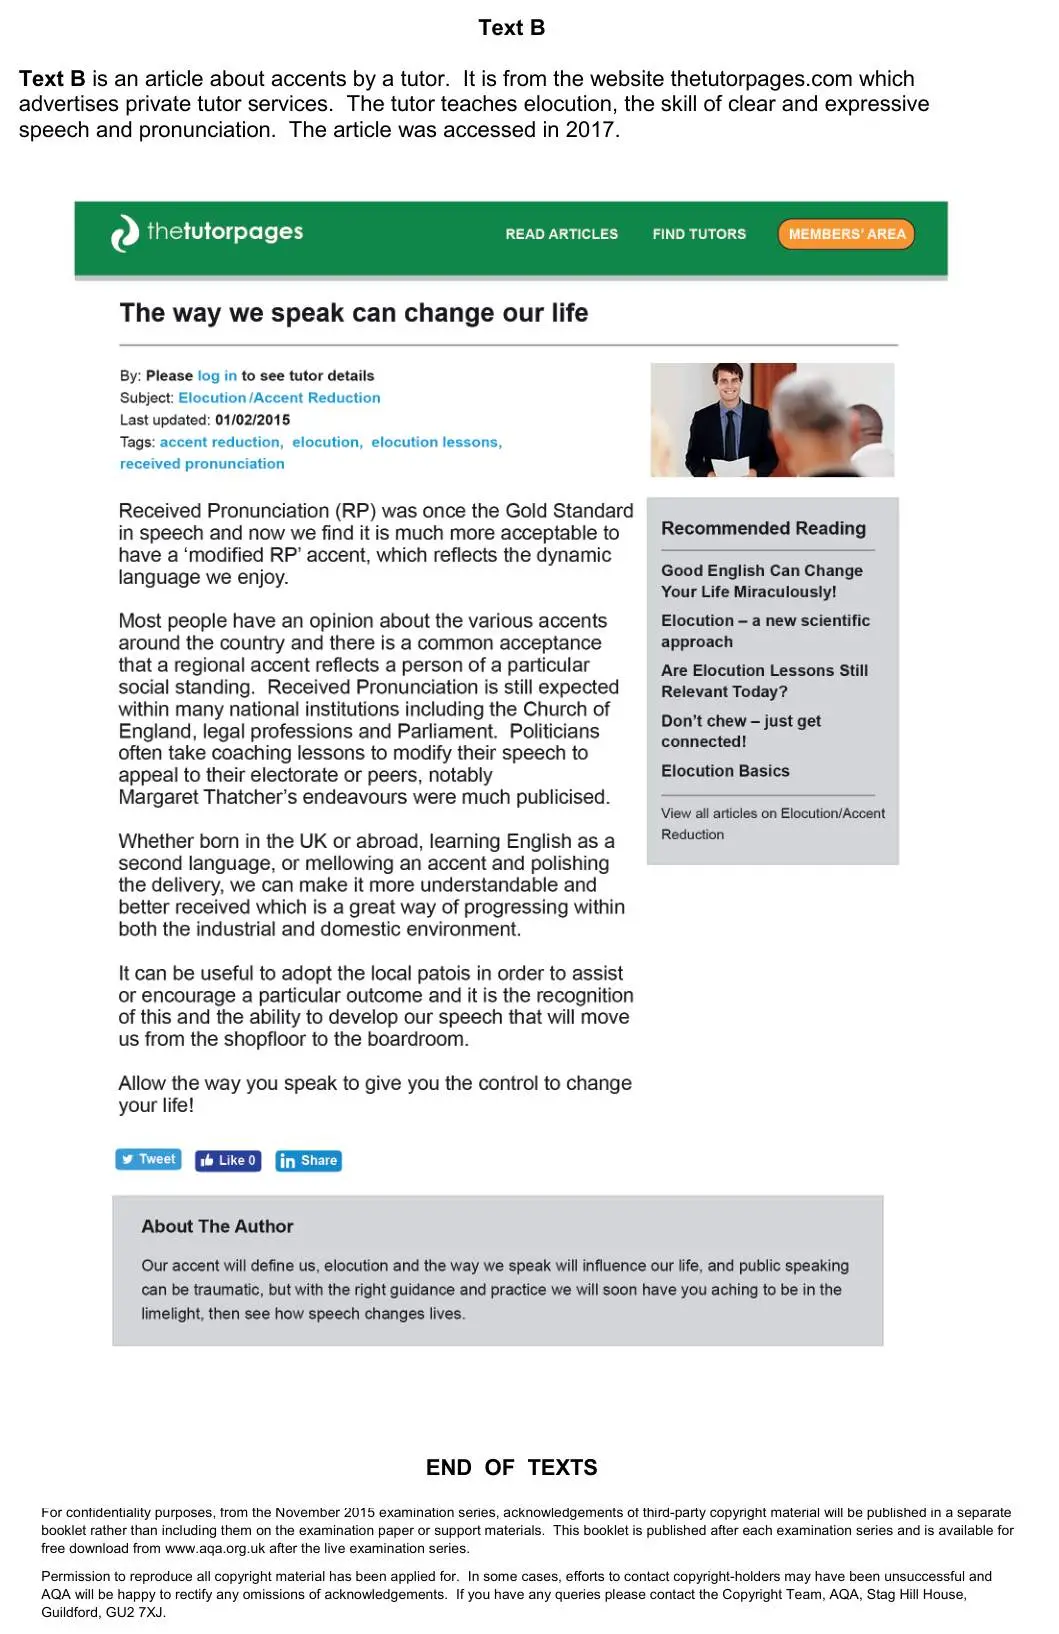 Text B
Text B is an article about accents by a tutor.  It is from the website thetutorpages.com which
advertises private tutor services.  The tutor teaches elocution, the skill of clear and expressive
speech and pronunciation.  The article was accessed in 2017.
thetutorpages
READ ARTICLES
FIND TUTORS
MEMBERS' AREA
The way we speak can change our life
By: Please log in to see tutor details
Subject: Elocution/Accent Reduction
Last updated: 01/02/2015
Tags: accent reduction, elocution, elocution lessons,
received pronunciation
Received Pronunciation (RP) was once the Gold Standard
in speech and now we find it is much more acceptable to
have a ‘modified RP’ accent, which reflects the dynamic
language we enjoy.
Most people have an opinion about the various accents
around the country and there is a common acceptance
that a regional accent reflects a person of a particular
social standing.  Received Pronunciation is still expected
within many national institutions including the Church of
England, legal professions and Parliament.  Politicians
often take coaching lessons to modify their speech to
appeal to their electorate or peers, notably
Margaret Thatcher’s endeavours were much publicised.
Whether born in the UK or abroad, learning English as a
second language, or mellowing an accent and polishing
the delivery, we can make it more understandable and
better received which is a great way of progressing within
both the industrial and domestic environment.
It can be useful to adopt the local patois in order to assist
or encourage a particular outcome and it is the recognition
of this and the ability to develop our speech that will move
us from the shopfloor to the boardroom.
Allow the way you speak to give you the control to change
your life!
Recommended Reading
Good English Can Change
Your Life Miraculously!
Elocution – a new scientific
approach
Are Elocution Lessons Still
Relevant Today?
Don’t chew – just get
connected!
Elocution Basics
View all articles on Elocution/Accent
Reduction
Tweet
Like 0
in Share
About The Author
Our accent will define us, elocution and the way we speak will influence our life, and public speaking
can be traumatic, but with the right guidance and practice we will soon have you aching to be in the
limelight, then see how speech changes lives.
END OF TEXTS
For confidentiality purposes, from the November 2015 examination series, acknowledgements of third-party copyright material will be published in a separate
booklet rather than including them on the examination paper or support materials.  This booklet is published after each examination series and is available for
free download from www.aqa.org.uk after the live examination series.
Permission to reproduce all copyright material has been applied for.  In some cases, efforts to contact copyright-holders may have been unsuccessful and
AQA will be happy to rectify any omissions of acknowledgements.  If you have any queries please contact the Copyright Team, AQA, Stag Hill House,
Guildford, GU2 7XJ.